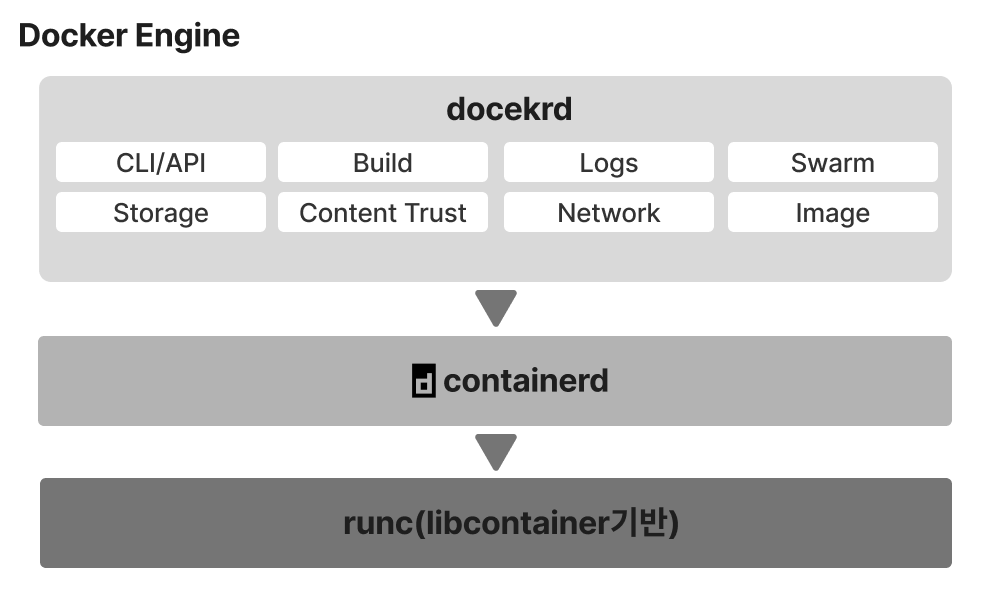 Docker Engine
docekrd
CLI/API Build Logs Swarm
Storage Content Trust Network Image
containerd
runc(libcontainer기반)